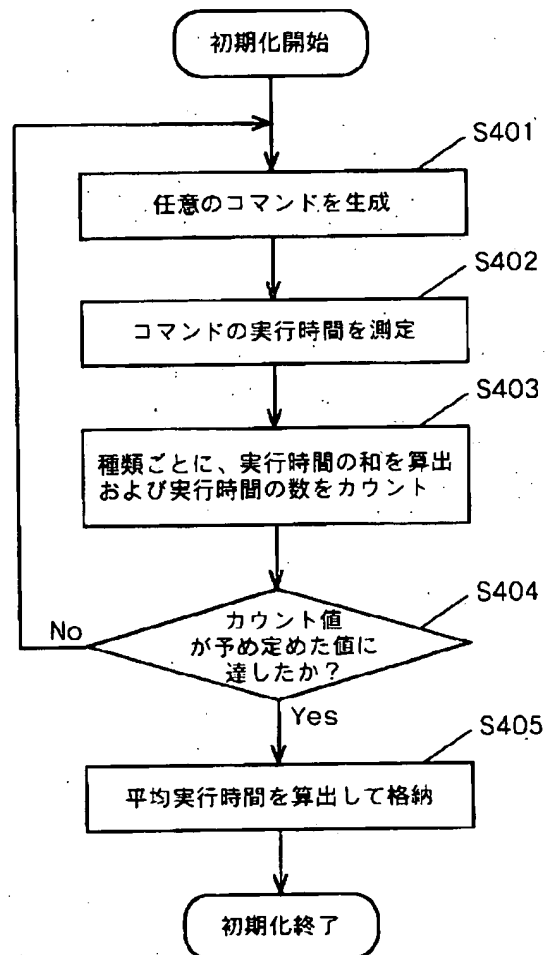 初期化開始
S401
任意のコマンドを生成
S402
コマンドの実行時間を測定
S403
種類ごとに、実行時間の和を算出
および実行時間の数をカウント
S404
カウント値
が予め定めた値に
達したか？
No
Yes
S405
平均実行時間を算出して格納
初期化終了